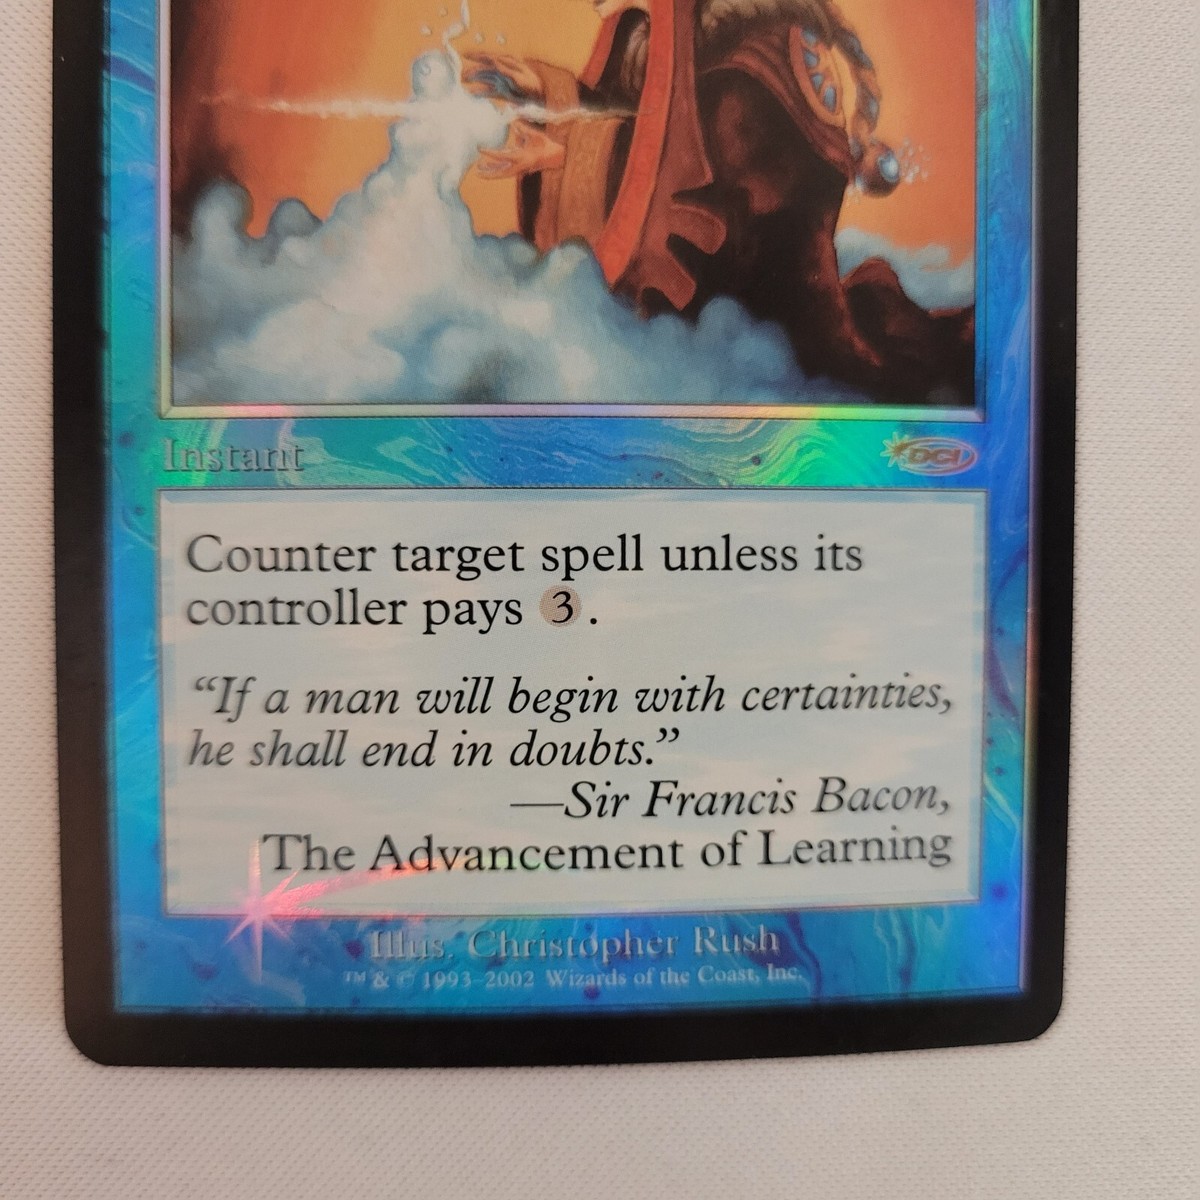 Instant
DCI
Counter target spell unless its
controller pays 3.
“If a man will begin with certainties,
he shall end in doubts.”
—Sir Francis Bacon,
The Advancement of Learning
Illus. Christopher Rush
™ & © 1993-2002 Wizards of the Coast, Inc.